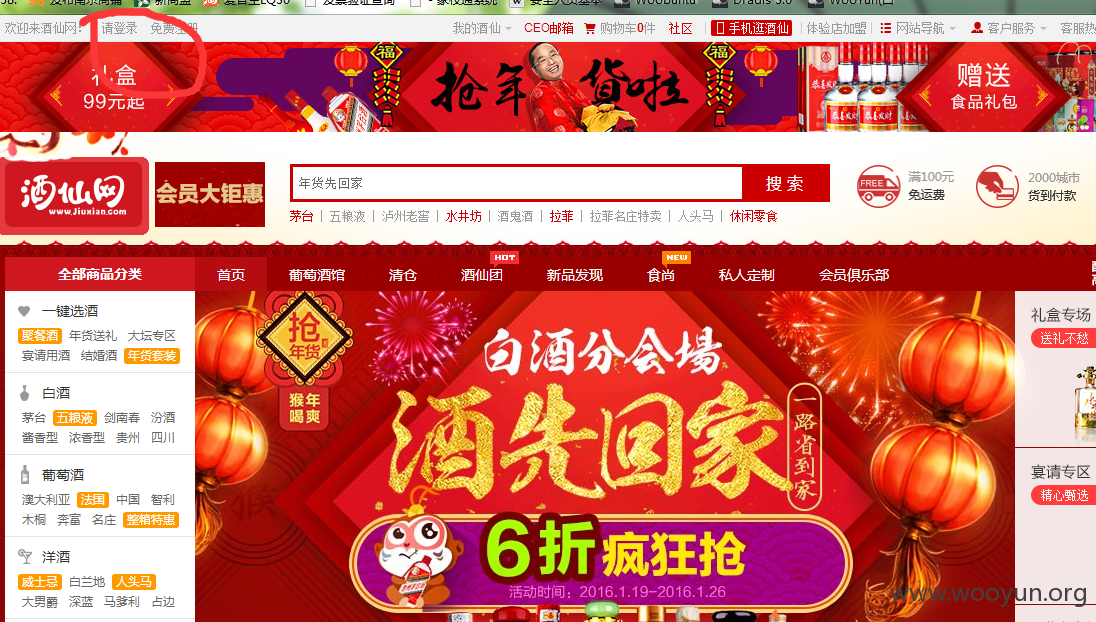 欢迎来酒仙网! 请登录 免费注册 我的酒仙 CEO邮箱 购物车0件 社区 手机逛酒仙 体验店加盟 网站导航 客户服务 客服热
礼盒
99元起
福
抢年货啦
福
赠送
食品礼包
酒仙网
www.Jiuxian.com
会员大钜惠
年货先回家
搜 索
茅台 五粮液 泸州老窖 水井坊 酒鬼酒 拉菲 拉菲名庄特卖 人头马 休闲零食
FREE
满100元
免运费
2000城市
货到付款
HOT
NEW
全部商品分类 首页 葡萄酒馆 清仓 酒仙团 新品发现 食尚 私人定制 会员俱乐部
一键选酒
聚餐酒 年货送礼 大坛专区
宴请用酒 结婚酒 年货套装
白酒
茅台 五粮液 剑南春 汾酒
酱香型 浓香型 贵州 四川
葡萄酒
澳大利亚 法国 中国 智利
木桐 奔富 名庄 整箱特惠
洋酒
威士忌 白兰地 人头马
大男爵 深蓝 马爹利 占边
抢
年货
猴年
喝爽
白酒分会场
酒先回家
一路省到家
6折疯狂抢
活动时间：2016.1.19-2016.1.26
礼盒专场
送礼不愁
宴请专区
精心甄选
www.wooyun.org